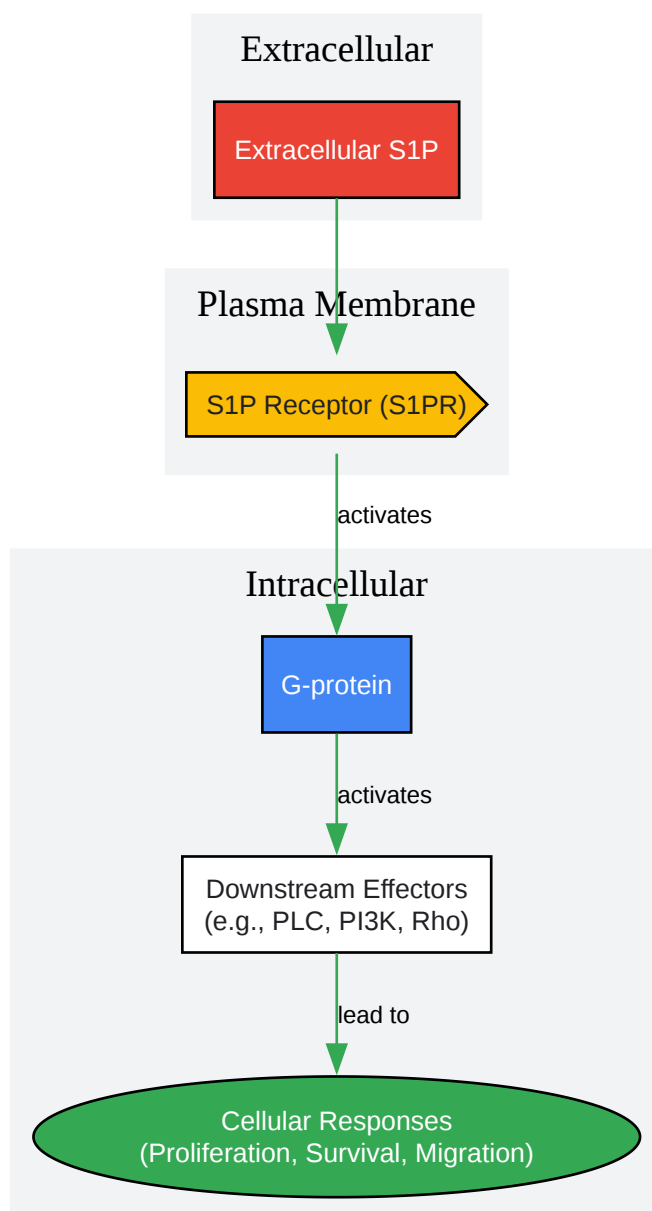 Extracellular
Extracellular S1P
Plasma Membrane
S1P Receptor (S1PR)
activates
Intracellular
G-protein
activates
Downstream Effectors
(e.g., PLC, PI3K, Rho)
lead to
Cellular Responses
(Proliferation, Survival, Migration)